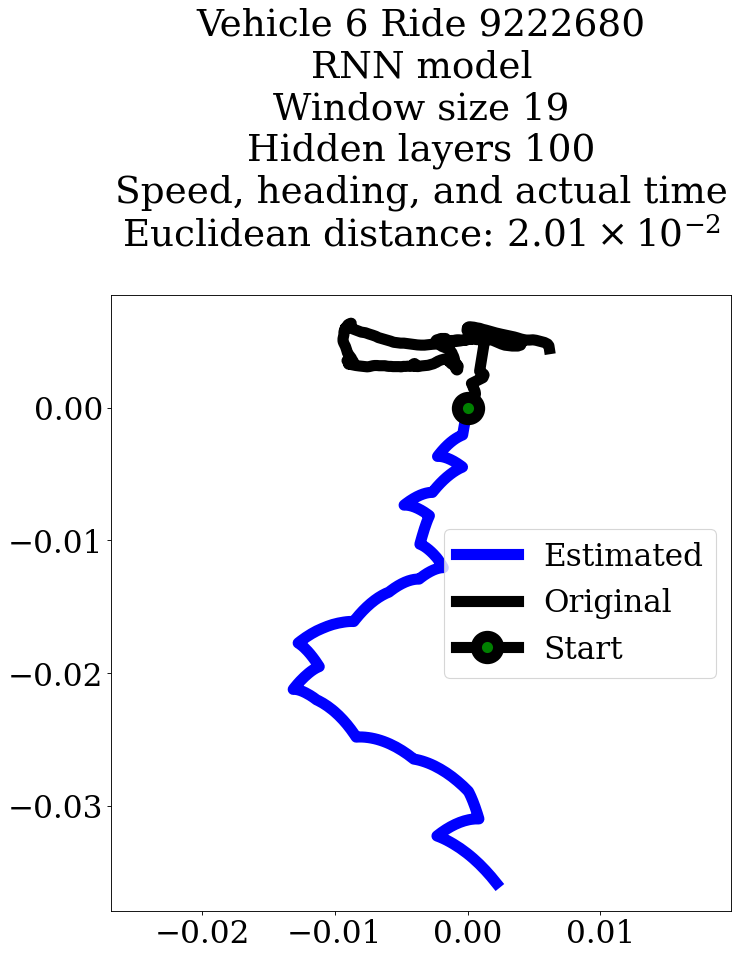 Vehicle 6 Ride 9222680
RNN model
Window size 19
Hidden layers 100
Speed, heading, and actual time
Euclidean distance: 2.01 × 10⁻²
0.00
−0.01
−0.02
−0.03
Estimated
Original
Start
−0.02 −0.01 0.00 0.01